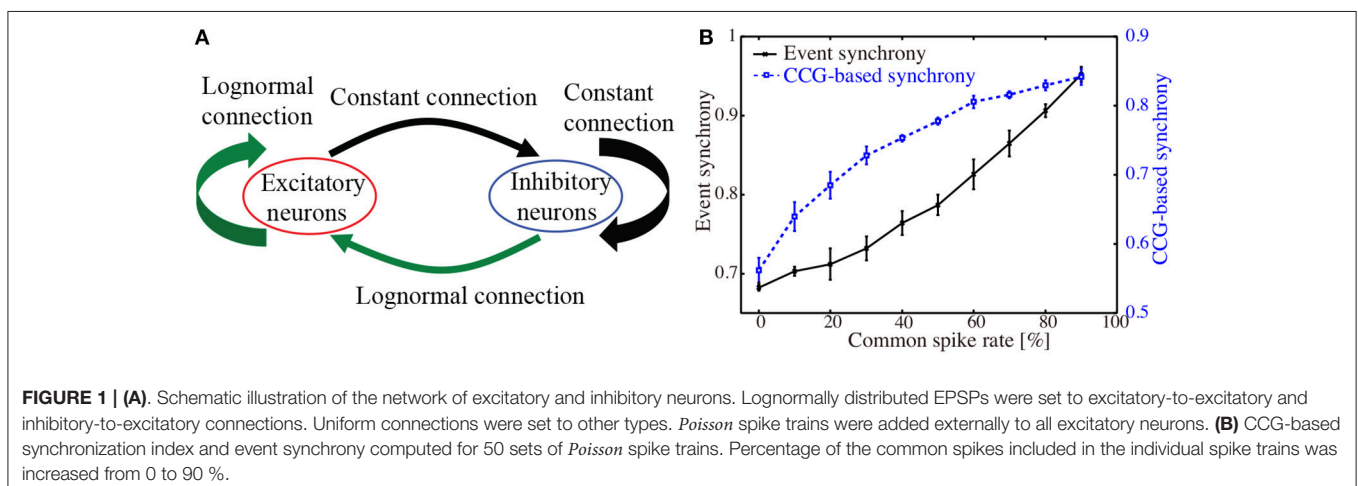 A
Lognormal
connection
Constant connection
Constant
connection
Excitatory
neurons
Inhibitory
neurons
Lognormal connection
B
Event synchrony
CCG-based synchrony
1
0.9
0.8
0.7
Event synchrony
0.9
0.8
0.7
0.6
0.5
CCG-based synchrony
0 20 40 60 80 100
Common spike rate [%]
FIGURE 1 | (A). Schematic illustration of the network of excitatory and inhibitory neurons. Lognormally distributed EPSPs were set to excitatory-to-excitatory and
inhibitory-to-excitatory connections. Uniform connections were set to other types. Poisson spike trains were added externally to all excitatory neurons. (B) CCG-based
synchronization index and event synchrony computed for 50 sets of Poisson spike trains. Percentage of the common spikes included in the individual spike trains was
increased from 0 to 90 %.